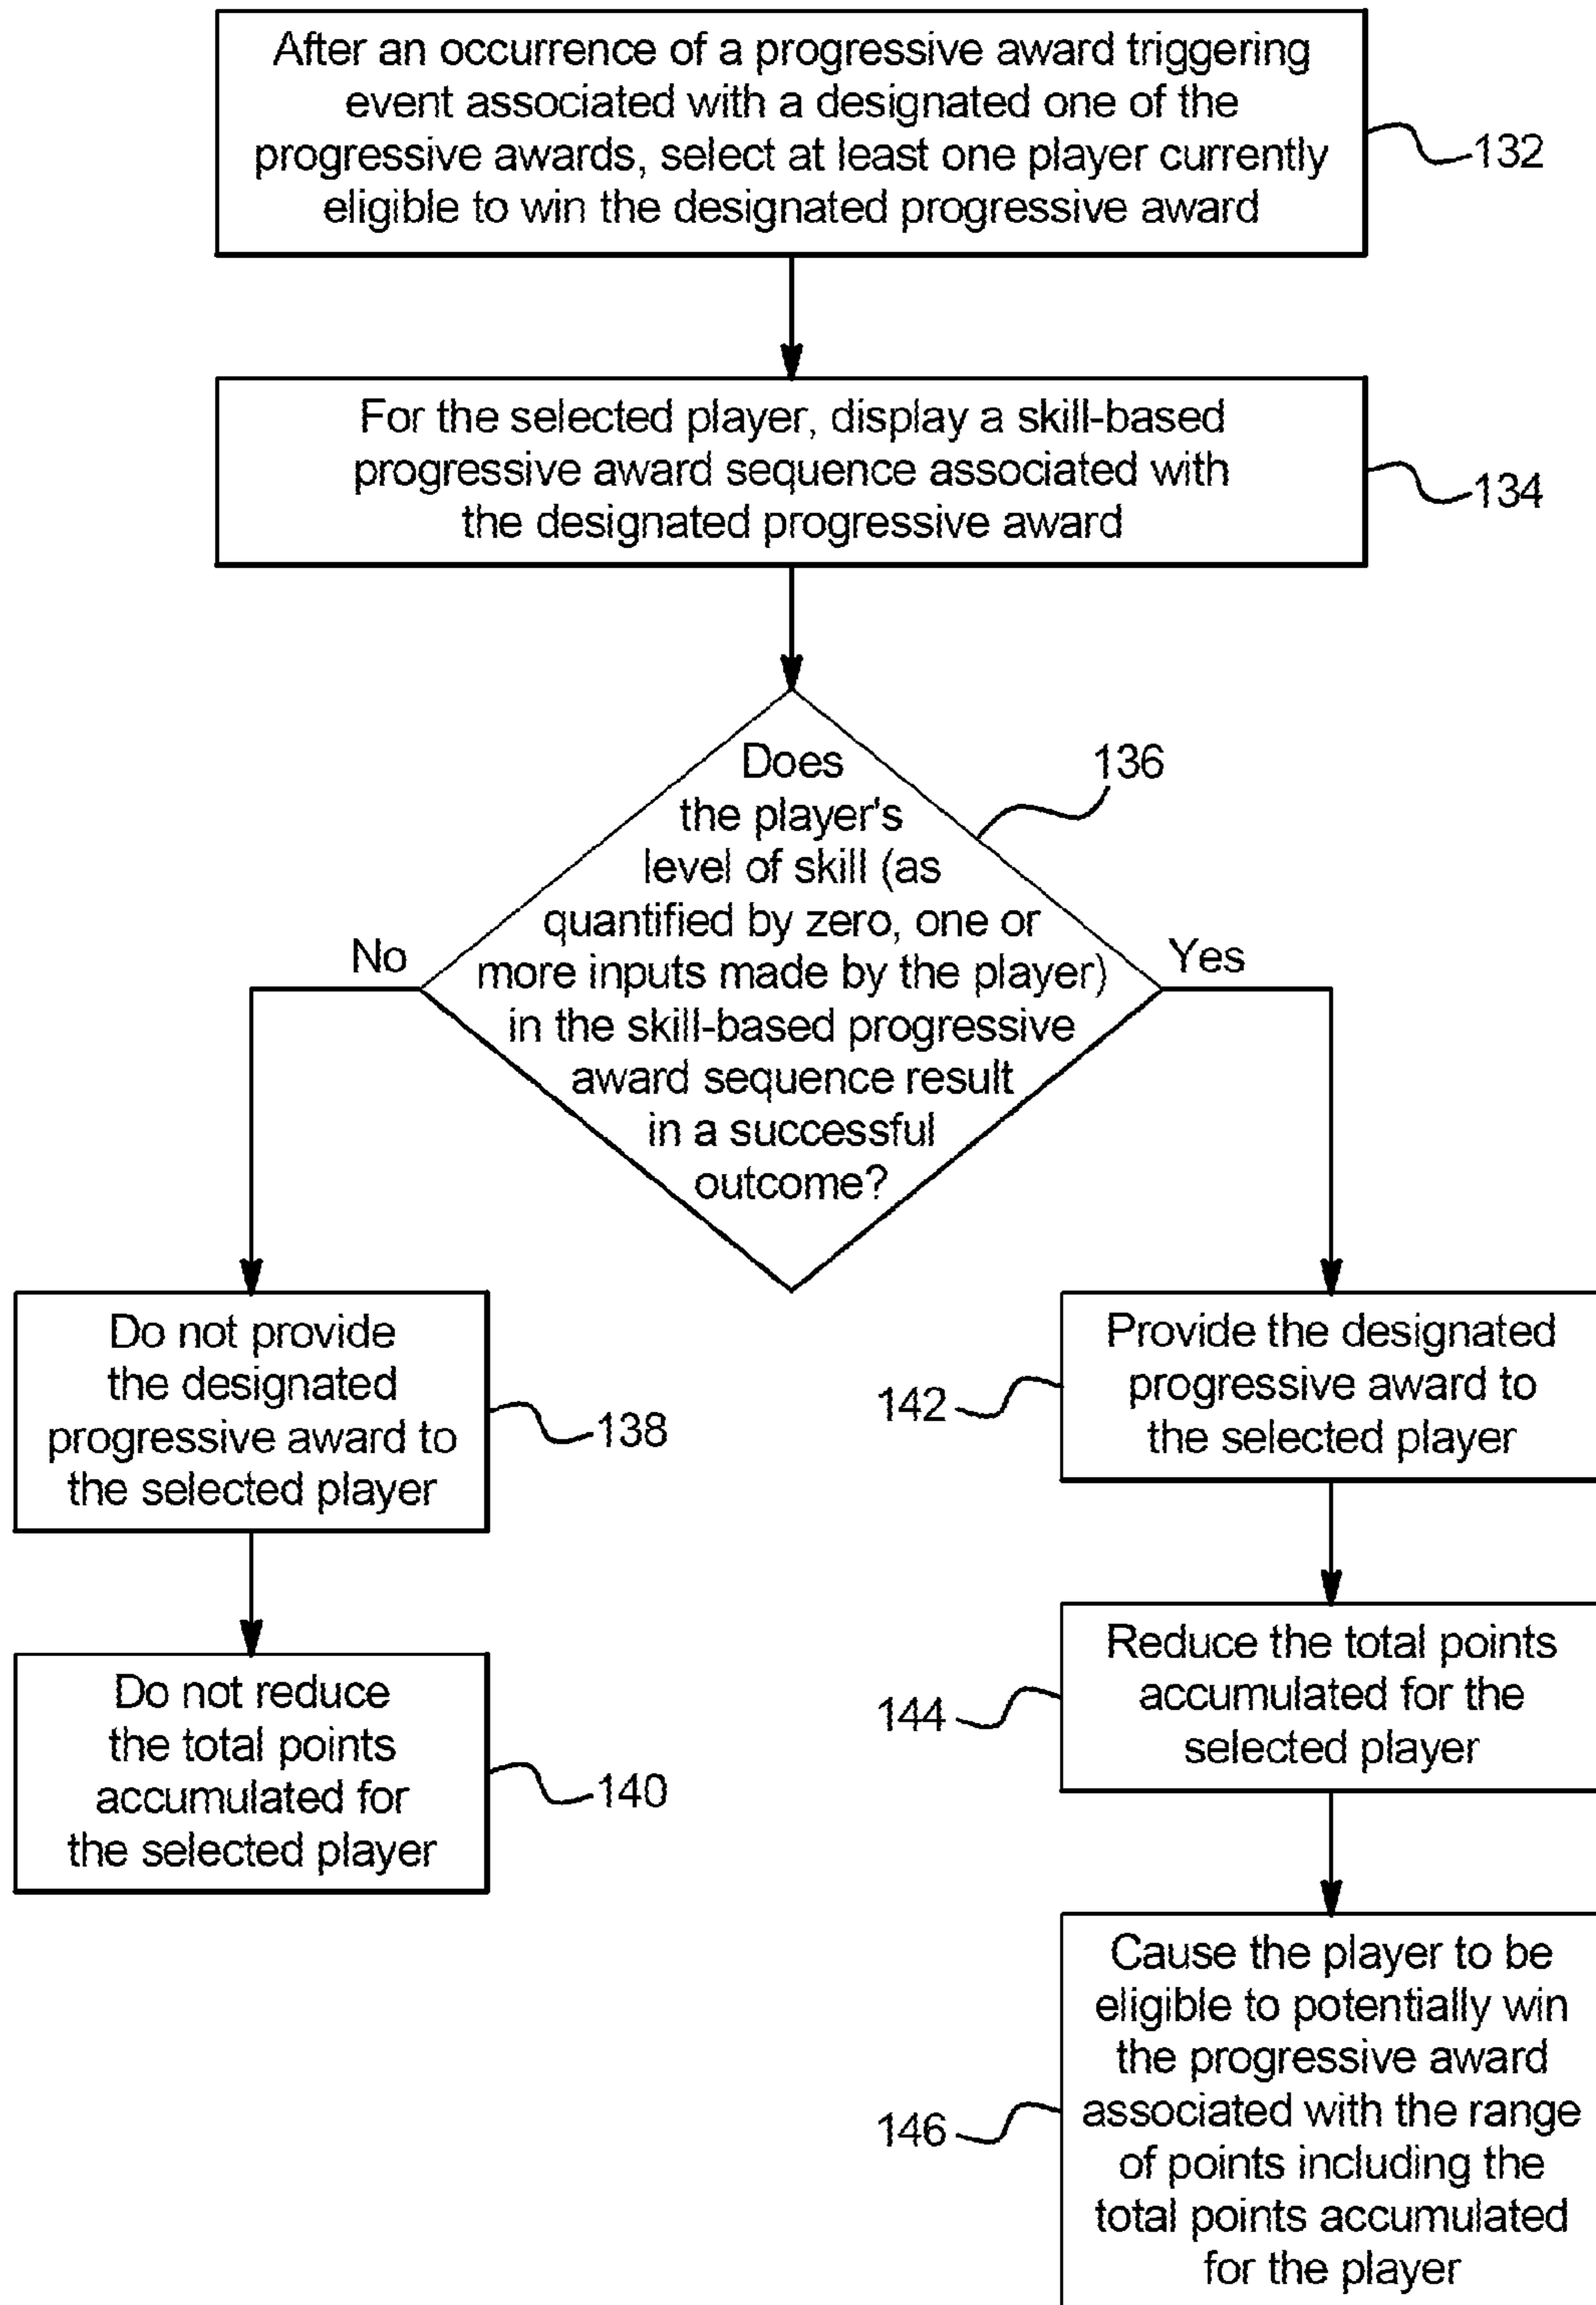 After an occurrence of a progressive award triggering
event associated with a designated one of the
progressive awards, select at least one player currently
eligible to win the designated progressive award
132
For the selected player, display a skill-based
progressive award sequence associated with
the designated progressive award
134
Does
the player's
level of skill (as
quantified by zero, one or
more inputs made by the player)
in the skill-based progressive
award sequence result
in a successful
outcome?
136
No
Yes
Do not provide
the designated
progressive award to
the selected player
138
Do not reduce
the total points
accumulated for
the selected player
140
Provide the designated
progressive award to
the selected player
142
Reduce the total points
accumulated for the
selected player
144
Cause the player to be
eligible to potentially win
the progressive award
associated with the range
of points including the
total points accumulated
for the player
146